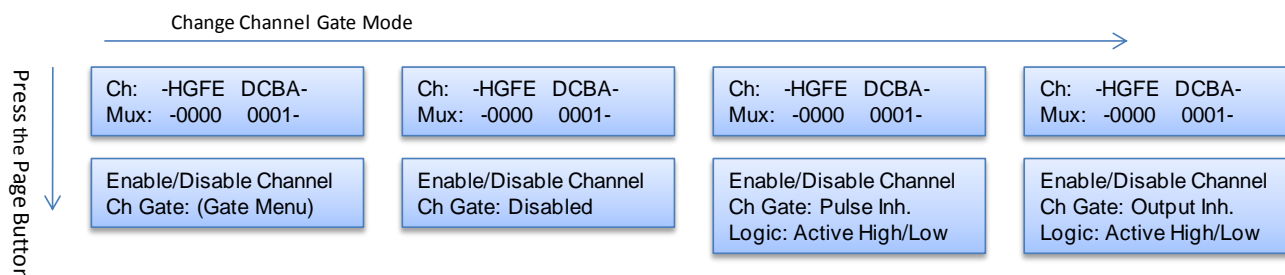 Change Channel Gate Mode
Press the Page Button
Ch: -HGFE DCBA-
Mux: -0000 0001-
Ch: -HGFE DCBA-
Mux: -0000 0001-
Ch: -HGFE DCBA-
Mux: -0000 0001-
Ch: -HGFE DCBA-
Mux: -0000 0001-
Enable/Disable Channel
Ch Gate: (Gate Menu)
Enable/Disable Channel
Ch Gate: Disabled
Enable/Disable Channel
Ch Gate: Pulse Inh.
Logic: Active High/Low
Enable/Disable Channel
Ch Gate: Output Inh.
Logic: Active High/Low